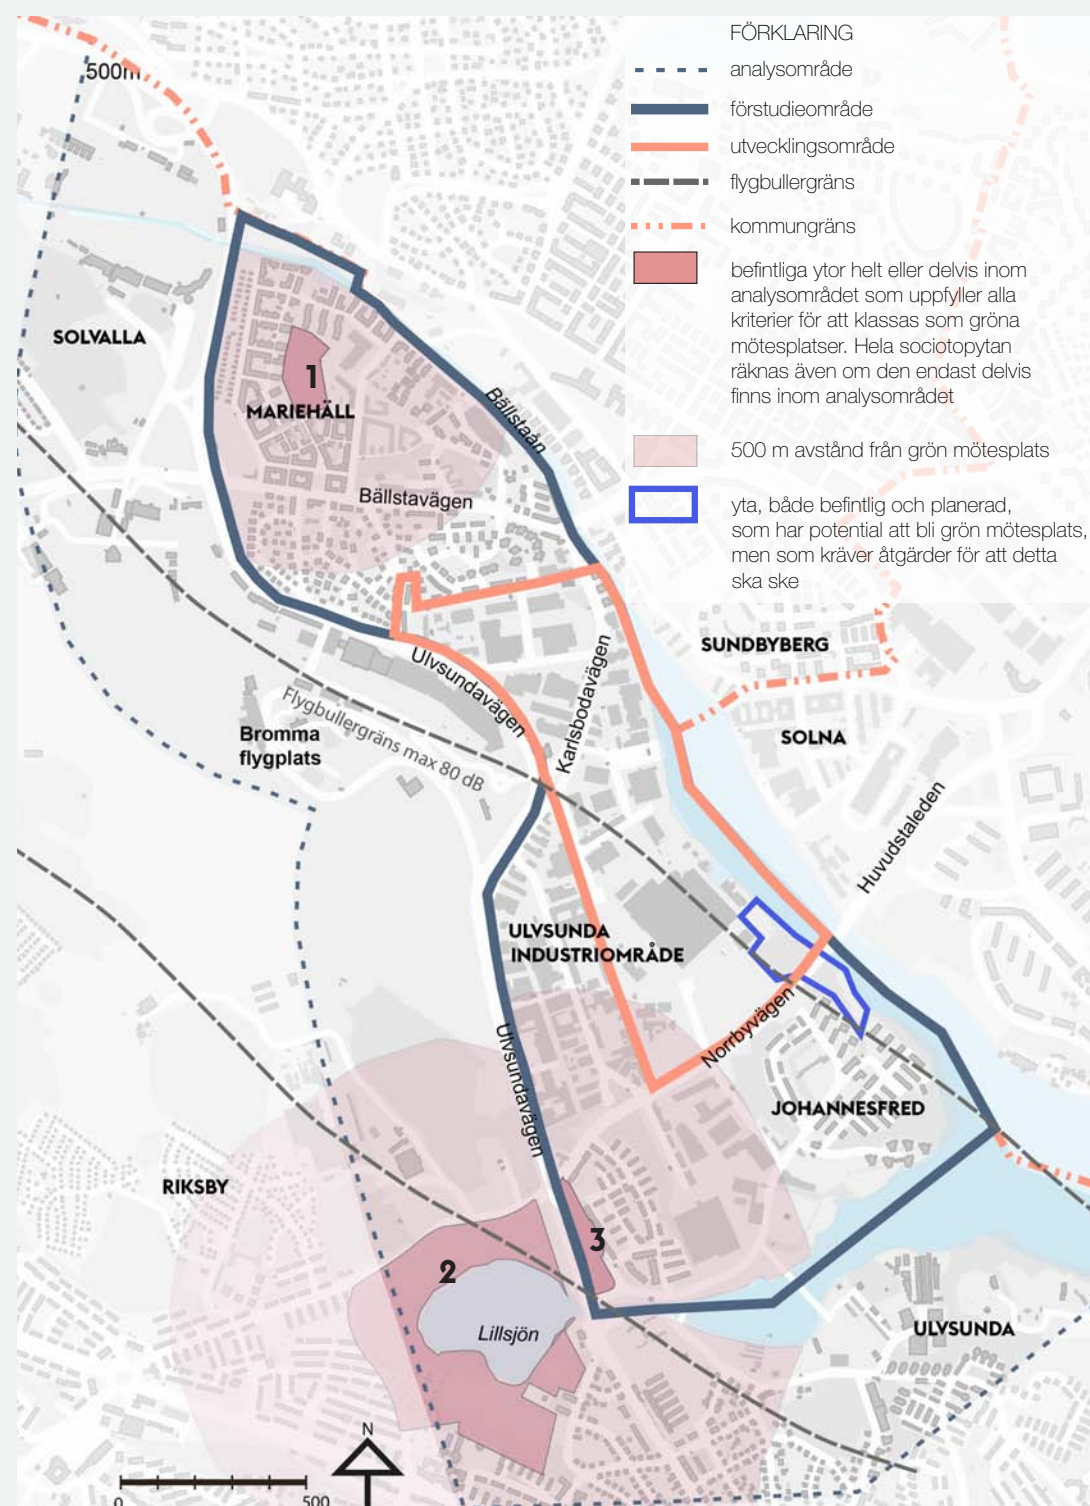 FÖRKLARING
analysområde
förstudieområde
utvecklingsområde
flygbullergräns
kommungräns
befintliga ytor helt eller delvis inom
analysområdet som uppfyller alla
kriterier för att klassas som gröna
mötesplatser. Hela sociotopytan
räknas även om den endast delvis
finns inom analysområdet
500 m avstånd från grön mötesplats
yta, både befintlig och planerad,
som har potential att bli grön mötesplats,
men som kräver åtgärder för att detta
ska ske
500m
SOLVALLA
1
MARIEHÄLL
Bällstaån
Bällstavägen
SUNDBYBERG
Ulvsundavägen
Karlsbodavägen
Flygbullergräns max 80 dB
Bromma
flygplats
SOLNA
Huvudstaleden
ULVSUNDA
INDUSTRIOMRÅDE
Ulvsundavägen
Norrbyvägen
JOHANNESFRED
RIKSBY
2
3
Lillsjön
ULVSUNDA
N
0 500